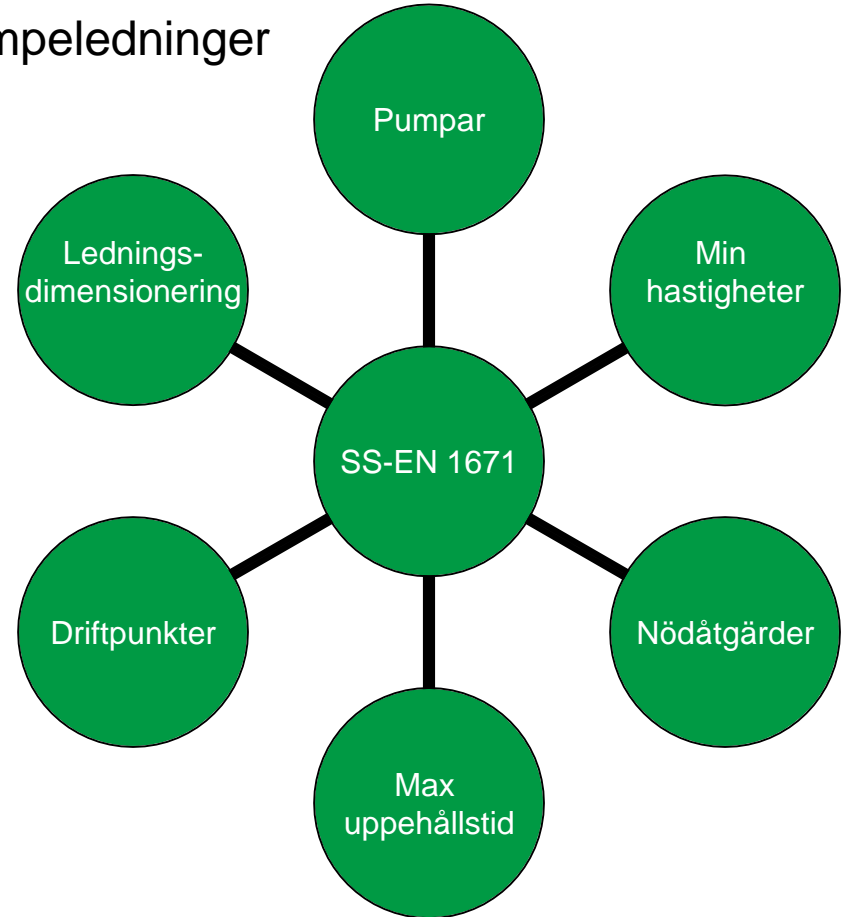 mpeledninger
Pumpar
Lednings-
dimensionering
Min
hastigheter
SS-EN 1671
Driftpunkter
Nödåtgärder
Max
uppehållstid